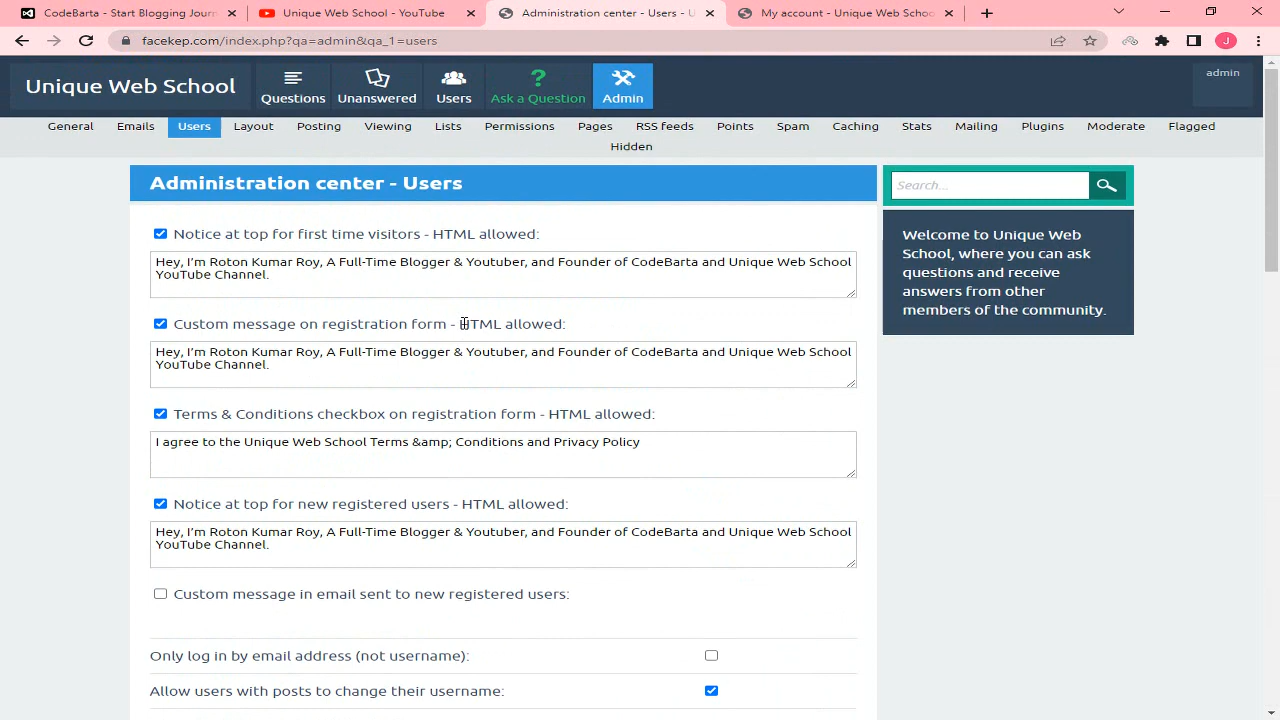 CodeBarta - Start Blogging Journ
Unique Web School - YouTube
Administration center - Users - U
My account - Unique Web Schoo
facekep.com/index.php?qa=admin&qa_1=users
J
Unique Web School
Questions
Unanswered
Users
?
Ask a Question
Admin
admin
General Emails Users Layout Posting Viewing Lists Permissions Pages RSS feeds Points Spam Caching Stats Mailing Plugins Moderate Flagged
Hidden
Administration center - Users
Search...
Welcome to Unique Web
School, where you can ask
questions and receive
answers from other
members of the community.
Notice at top for first time visitors - HTML allowed:
Hey, I'm Roton Kumar Roy, A Full-Time Blogger & Youtuber, and Founder of CodeBarta and Unique Web School
YouTube Channel.
Custom message on registration form - HTML allowed:
Hey, I'm Roton Kumar Roy, A Full-Time Blogger & Youtuber, and Founder of CodeBarta and Unique Web School
YouTube Channel.
Terms & Conditions checkbox on registration form - HTML allowed:
I agree to the Unique Web School Terms &amp; Conditions and Privacy Policy
Notice at top for new registered users - HTML allowed:
Hey, I'm Roton Kumar Roy, A Full-Time Blogger & Youtuber, and Founder of CodeBarta and Unique Web School
YouTube Channel.
Custom message in email sent to new registered users:
Only log in by email address (not username):
Allow users with posts to change their username: